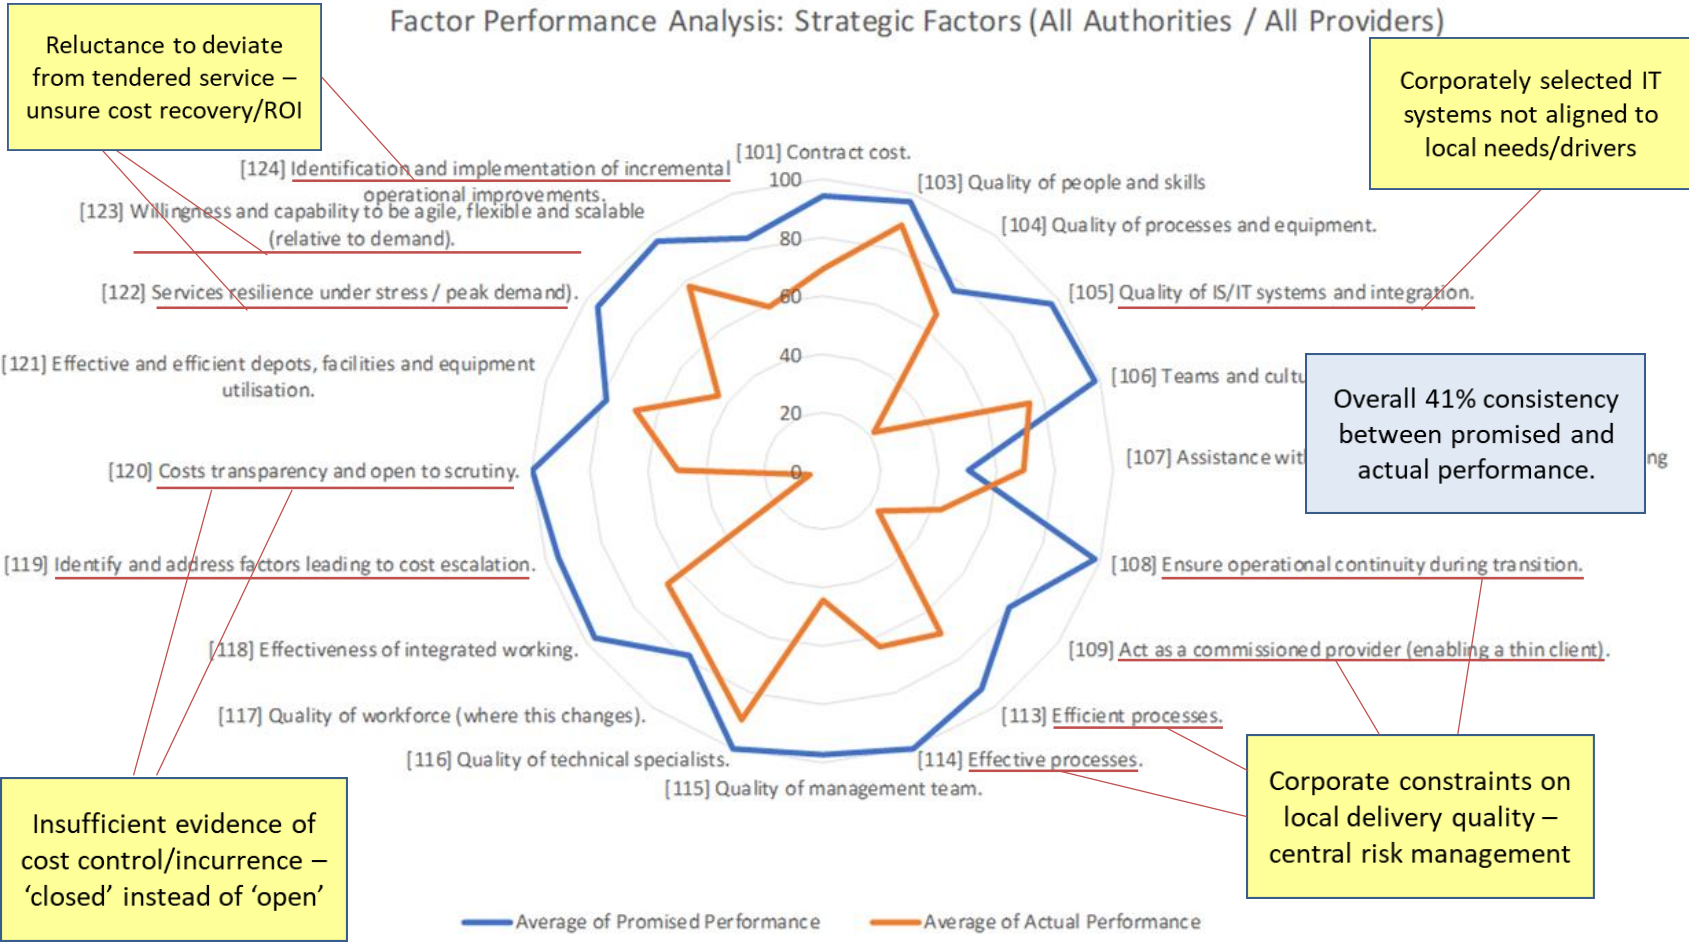 Factor Performance Analysis: Strategic Factors (All Authorities / All Providers)
Reluctance to deviate
from tendered service –
unsure cost recovery/ROI
Corporately selected IT
systems not aligned to
local needs/drivers
[101] Contract cost.
[103] Quality of people and skills
[104] Quality of processes and equipment.
[105] Quality of IS/IT systems and integration.
[106] Teams and
Overall 41% consistency
between promised and
actual performance.
[107] Assistance
[108] Ensure operational continuity during transition.
[109] Act as a commissioned provider (enabling a thin client).
[113] Efficient processes.
[114] Effective processes.
Corporate constraints on
local delivery quality –
central risk management
[115] Quality of management team.
[116] Quality of technical specialists.
[117] Quality of workforce (where this changes).
[118] Effectiveness of integrated working.
[119] Identify and address factors leading to cost escalation.
[120] Costs transparency and open to scrutiny.
[121] Effective and efficient depots, facilities and equipment
utilisation.
[122] Services resilience under stress / peak demand).
[123] Willingness and capability to be agile, flexible and scalable
(relative to demand).
[124] Identification and implementation of incremental
operational improvements.
100
80
60
40
20
0
Insufficient evidence of
cost control/incurrence –
‘closed’ instead of ‘open’
Average of Promised Performance
Average of Actual Performance